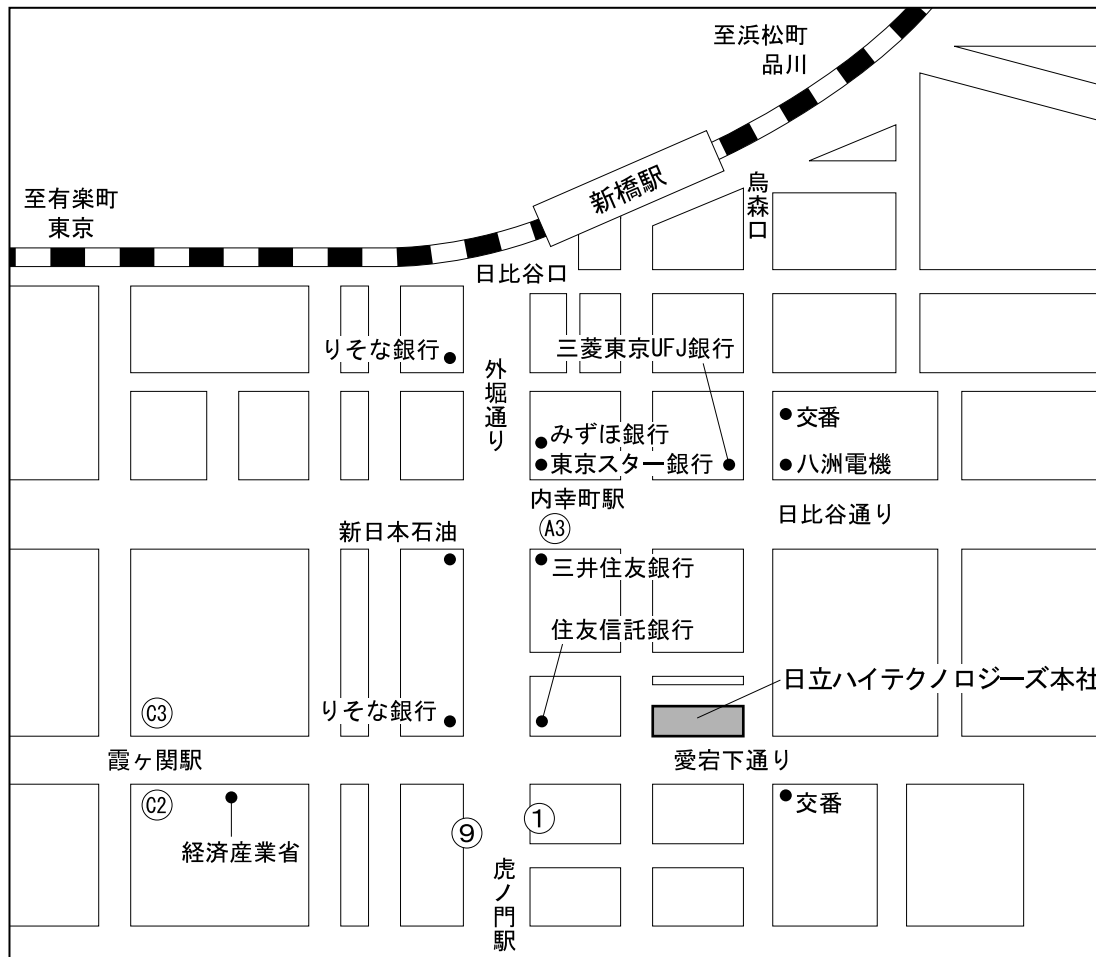 至浜松町
品川
新橋駅
烏森口
至有楽町
東京
日比谷口
りそな銀行
外堀通り
三菱東京UFJ銀行
交番
みずほ銀行
東京スター銀行
八洲電機
内幸町駅
A3
日比谷通り
新日本石油
三井住友銀行
住友信託銀行
日立ハイテクノロジーズ本社
C3
りそな銀行
霞ヶ関駅
愛宕下通り
C2
経済産業省
9
1
交番
虎ノ門駅